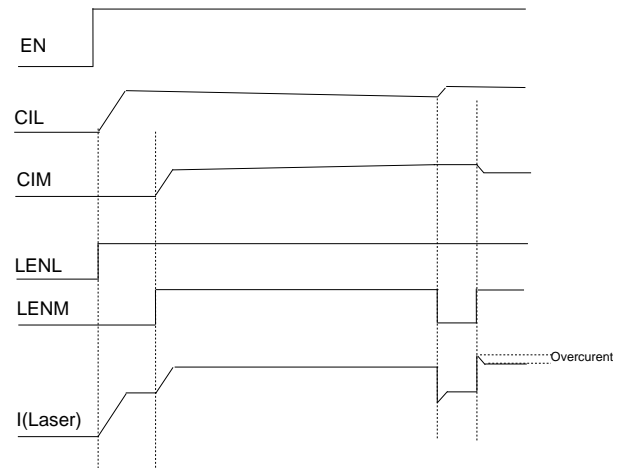 EN
CIL
CIM
LENL
LENM
Overcurent
I(Laser)